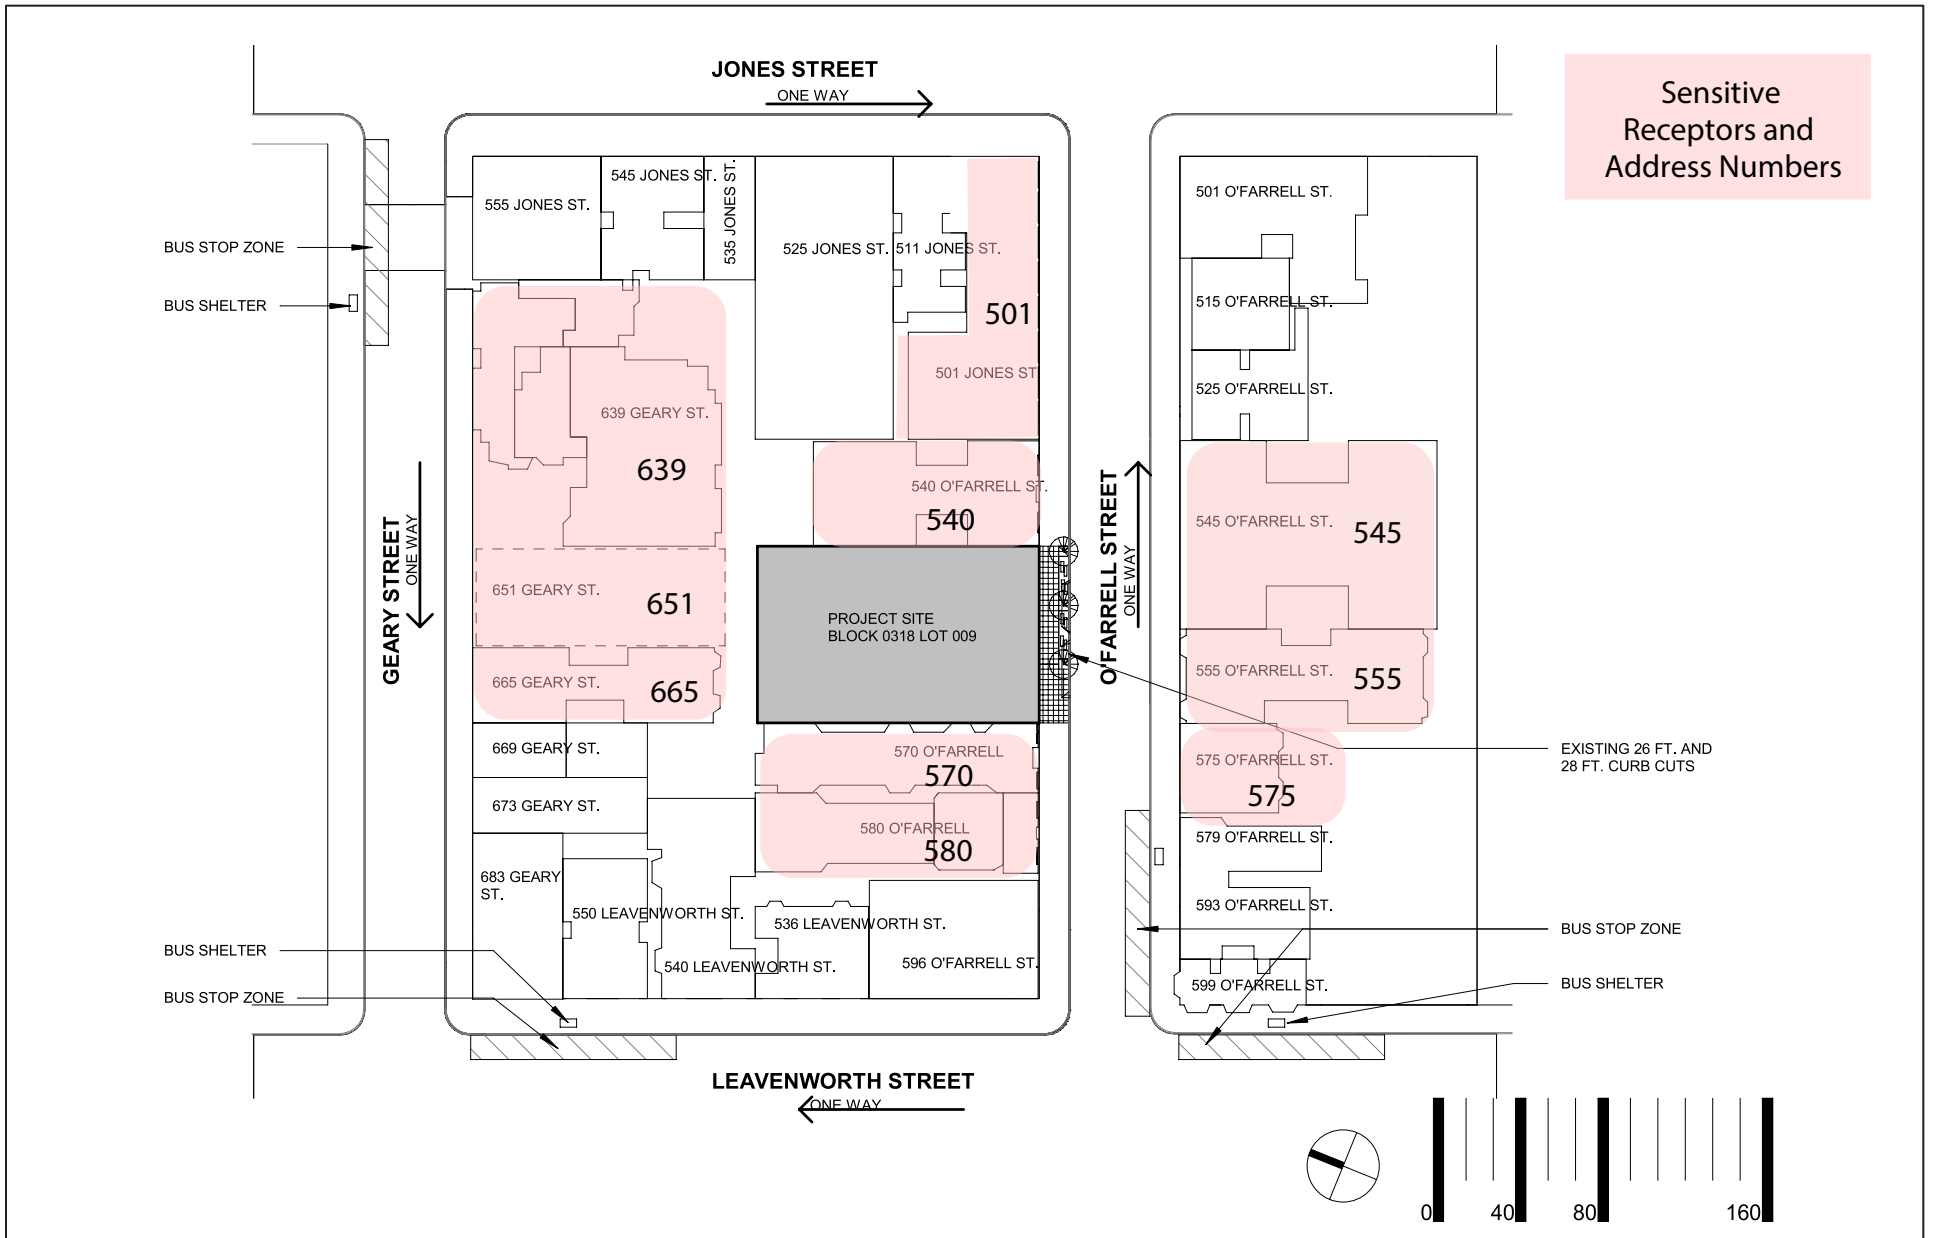 JONES STREET
ONE WAY
Sensitive
Receptors and
Address Numbers
555 JONES ST.
545 JONES ST.
535 JONES ST.
525 JONES ST.
511 JONES ST.
501
501 JONES ST
501 O'FARRELL ST.
515 O'FARRELL ST.
525 O'FARRELL ST.
BUS STOP ZONE
BUS SHELTER
639 GEARY ST.
639
540 O'FARRELL ST.
540
545 O'FARRELL ST.
545
GEARY STREET
ONE WAY
O'FARRELL STREET
ONE WAY
651 GEARY ST.
651
PROJECT SITE
BLOCK 0318 LOT 009
665 GEARY ST.
665
555 O'FARRELL ST.
555
669 GEARY ST.
570 O'FARRELL
570
575 O'FARRELL ST.
575
EXISTING 26 FT. AND
28 FT. CURB CUTS
673 GEARY ST.
580 O'FARRELL
580
579 O'FARRELL ST.
683 GEARY
ST.
550 LEAVENWORTH ST.
536 LEAVENWORTH ST.
540 LEAVENWORTH ST.
596 O'FARRELL ST.
593 O'FARRELL ST.
599 O'FARRELL ST.
BUS SHELTER
BUS STOP ZONE
BUS STOP ZONE
BUS SHELTER
LEAVENWORTH STREET
ONE WAY
0 40 80 160